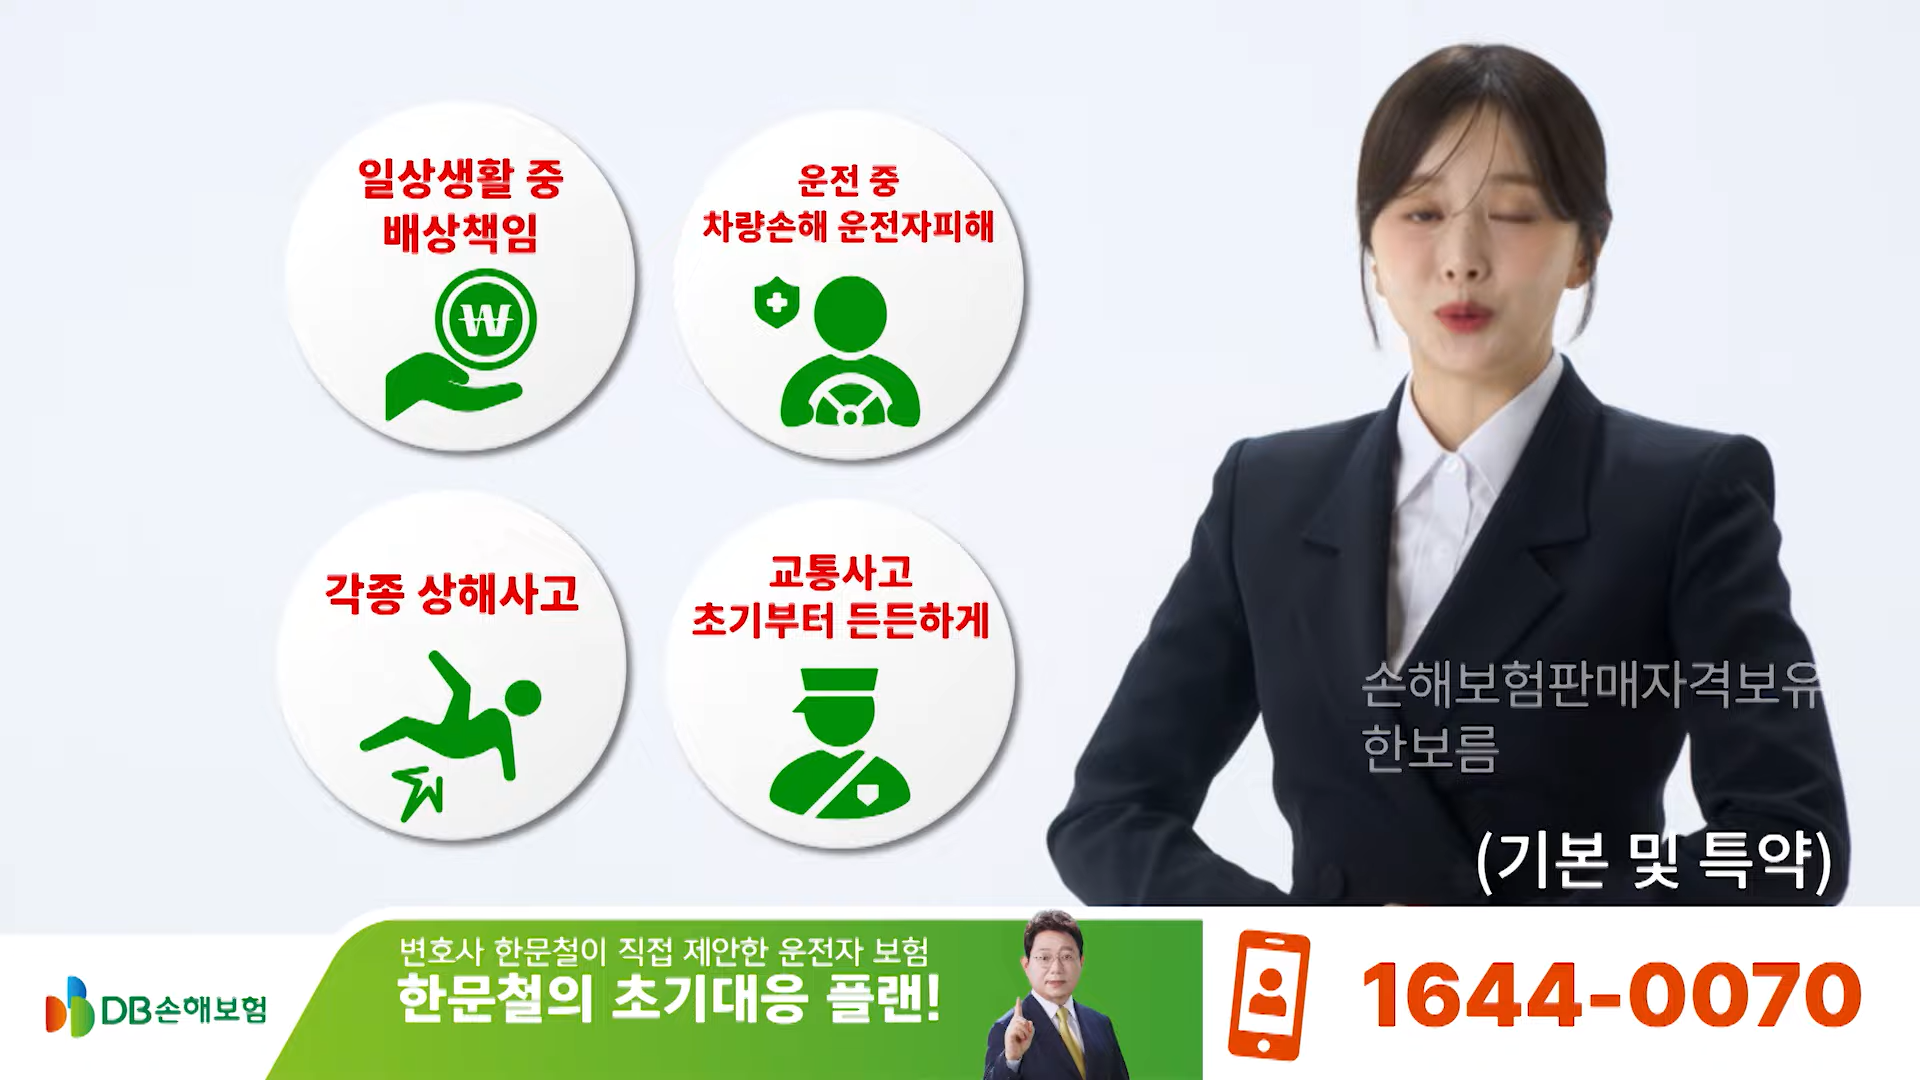 일상생활 중
배상책임
W
운전 중
차량손해 운전자피해
각종 상해사고
교통사고
초기부터 든든하게
손해보험판매자격보유
한보름
(기본 및 특약)
DB손해보험
변호사 한문철이 직접 제안한 운전자 보험
한문철의 초기대응 플랜!
1644-0070